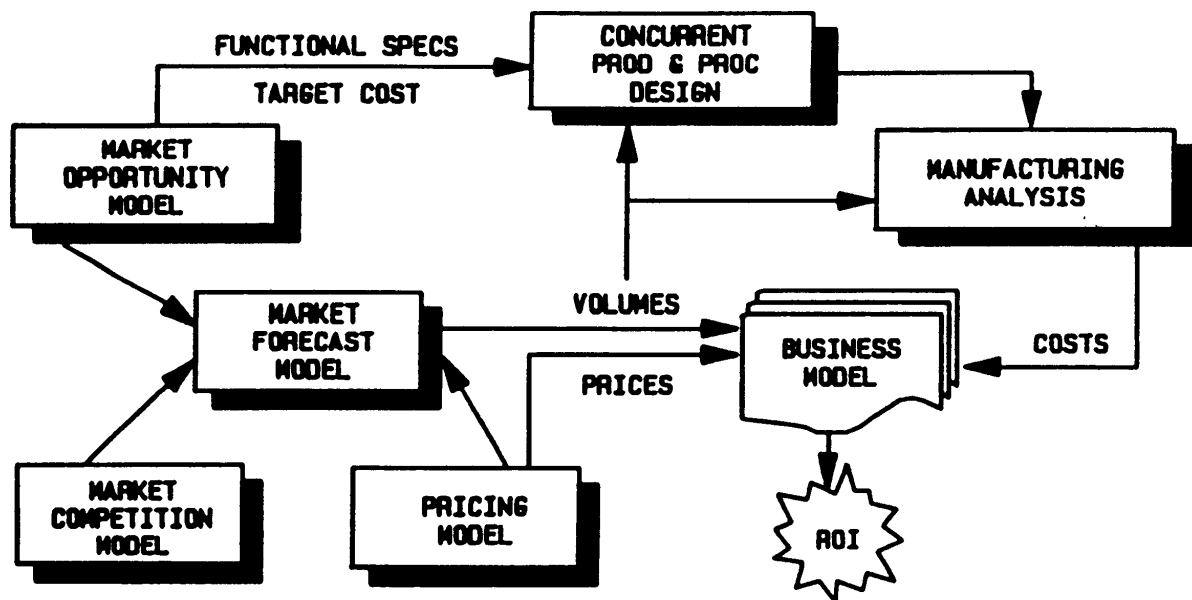 FUNCTIONAL SPECS
TARGET COST
CONCURRENT
PROD & PROC
DESIGN
MARKET
OPPORTUNITY
MODEL
MANUFACTURING
ANALYSIS
MARKET
FORECAST
MODEL
VOLUMES
PRICES
BUSINESS
MODEL
COSTS
MARKET
COMPETITION
MODEL
PRICING
MODEL
ROI